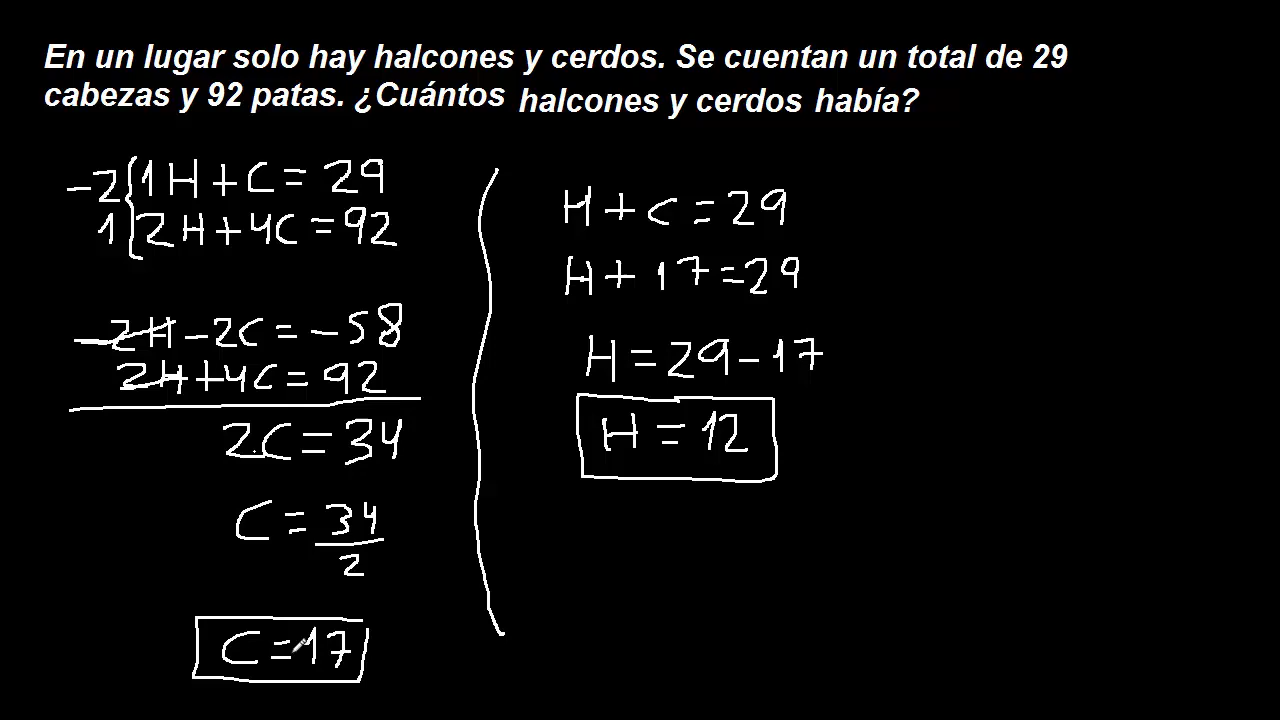 En un lugar solo hay halcones y cerdos. Se cuentan un total de 29
cabezas y 92 patas. ¿Cuántos halcones y cerdos había?
-2 { 1H + C = 29
1 { 2H + 4C = 92
-2H - 2C = -58
2H + 4C = 92
2C = 34
C = 34/2
C = 17
H + C = 29
H + 17 = 29
H = 29 - 17
H = 12